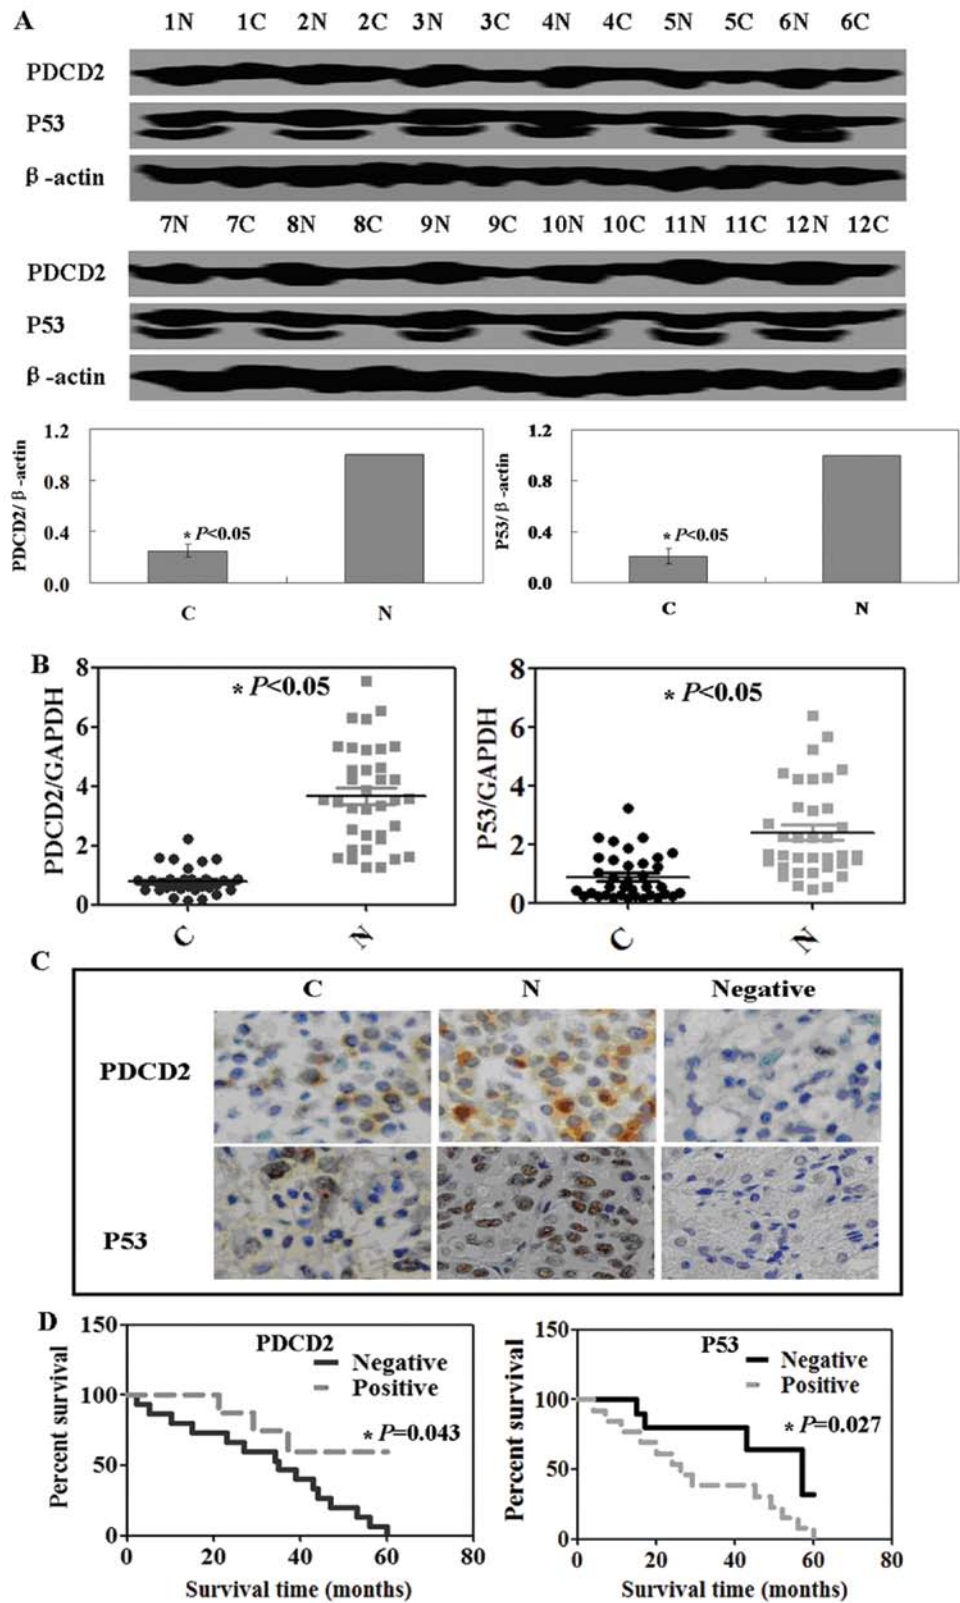 A
1N 1C 2N 2C 3N 3C 4N 4C 5N 5C 6N 6C
PDCD2
P53
β-actin
7N 7C 8N 8C 9N 9C 10N 10C 11N 11C 12N 12C
PDCD2
P53
β-actin
PDCD2/β-actin
1.2
0.8
0.4
0.0
* P<0.05
C N
P53/β-actin
1.2
0.8
0.4
0.0
* P<0.05
C N
B
PDCD2/GAPDH
8
6
4
2
0
* P<0.05
C N
P53/GAPDH
8
6
4
2
0
* P<0.05
C N
C
C N Negative
PDCD2
P53
D
Percent survival
150
100
50
0
PDCD2
Negative
Positive
* P=0.043
0 20 40 60 80
Survival time (months)
Percent survival
150
100
50
0
P53
Negative
Positive
* P=0.027
0 20 40 60 80
Survival time (months)